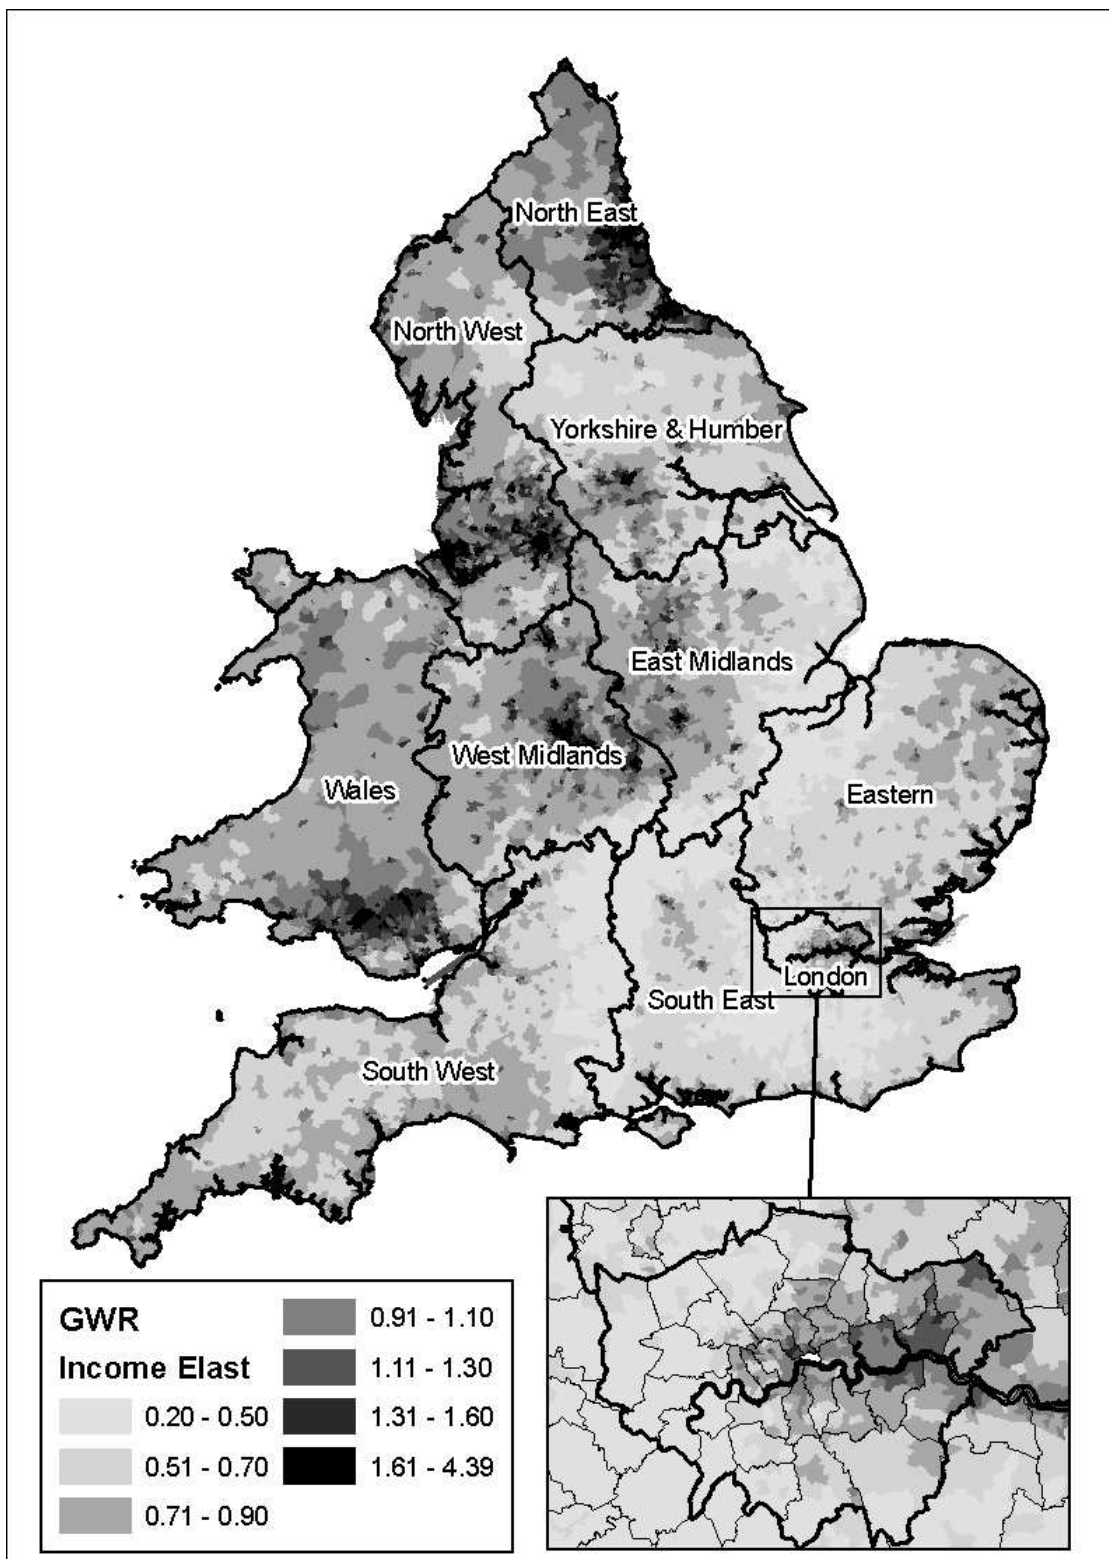 North East
North West
Yorkshire & Humber
East Midlands
West Midlands
Wales
Eastern
London
South East
South West
GWR
Income Elast
0.20 - 0.50
0.51 - 0.70
0.71 - 0.90
0.91 - 1.10
1.11 - 1.30
1.31 - 1.60
1.61 - 4.39